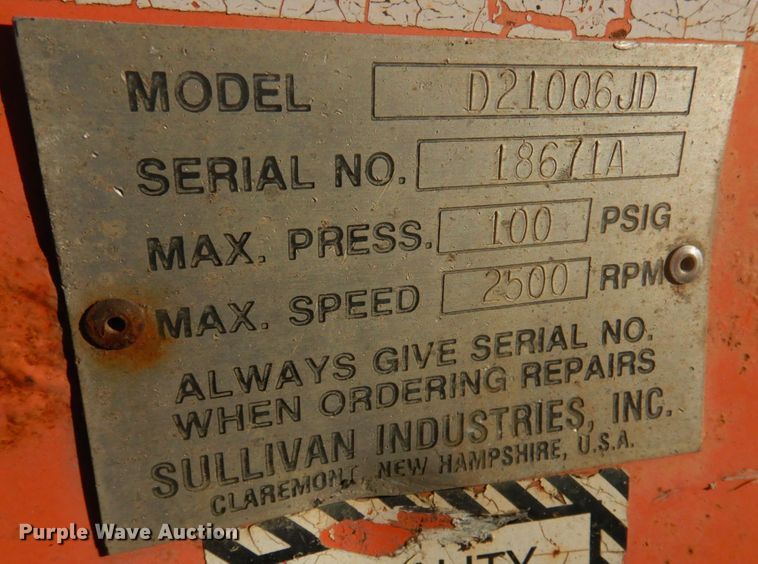 MODEL D210Q6JD
SERIAL NO. 18671A
MAX. PRESS. 100 PSIG
MAX. SPEED 2500 RPM
ALWAYS GIVE SERIAL NO.
WHEN ORDERING REPAIRS
SULLIVAN INDUSTRIES, INC.
CLAREMONT, NEW HAMPSHIRE, U.S.A.
Purple Wave Auction